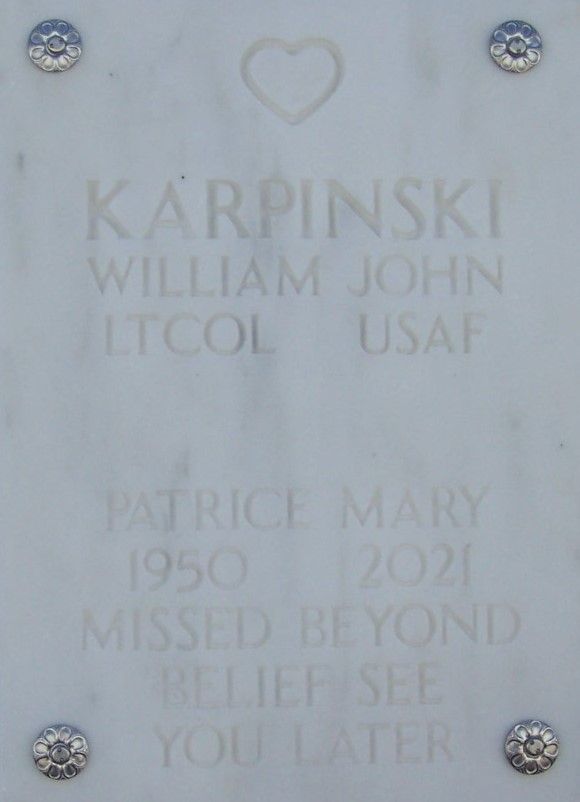 KARPINSKI
WILLIAM JOHN
LTCOL USAF
PATRICE MARY
1950 2021
MISSED BEYOND
BELIEF SEE
YOU LATER